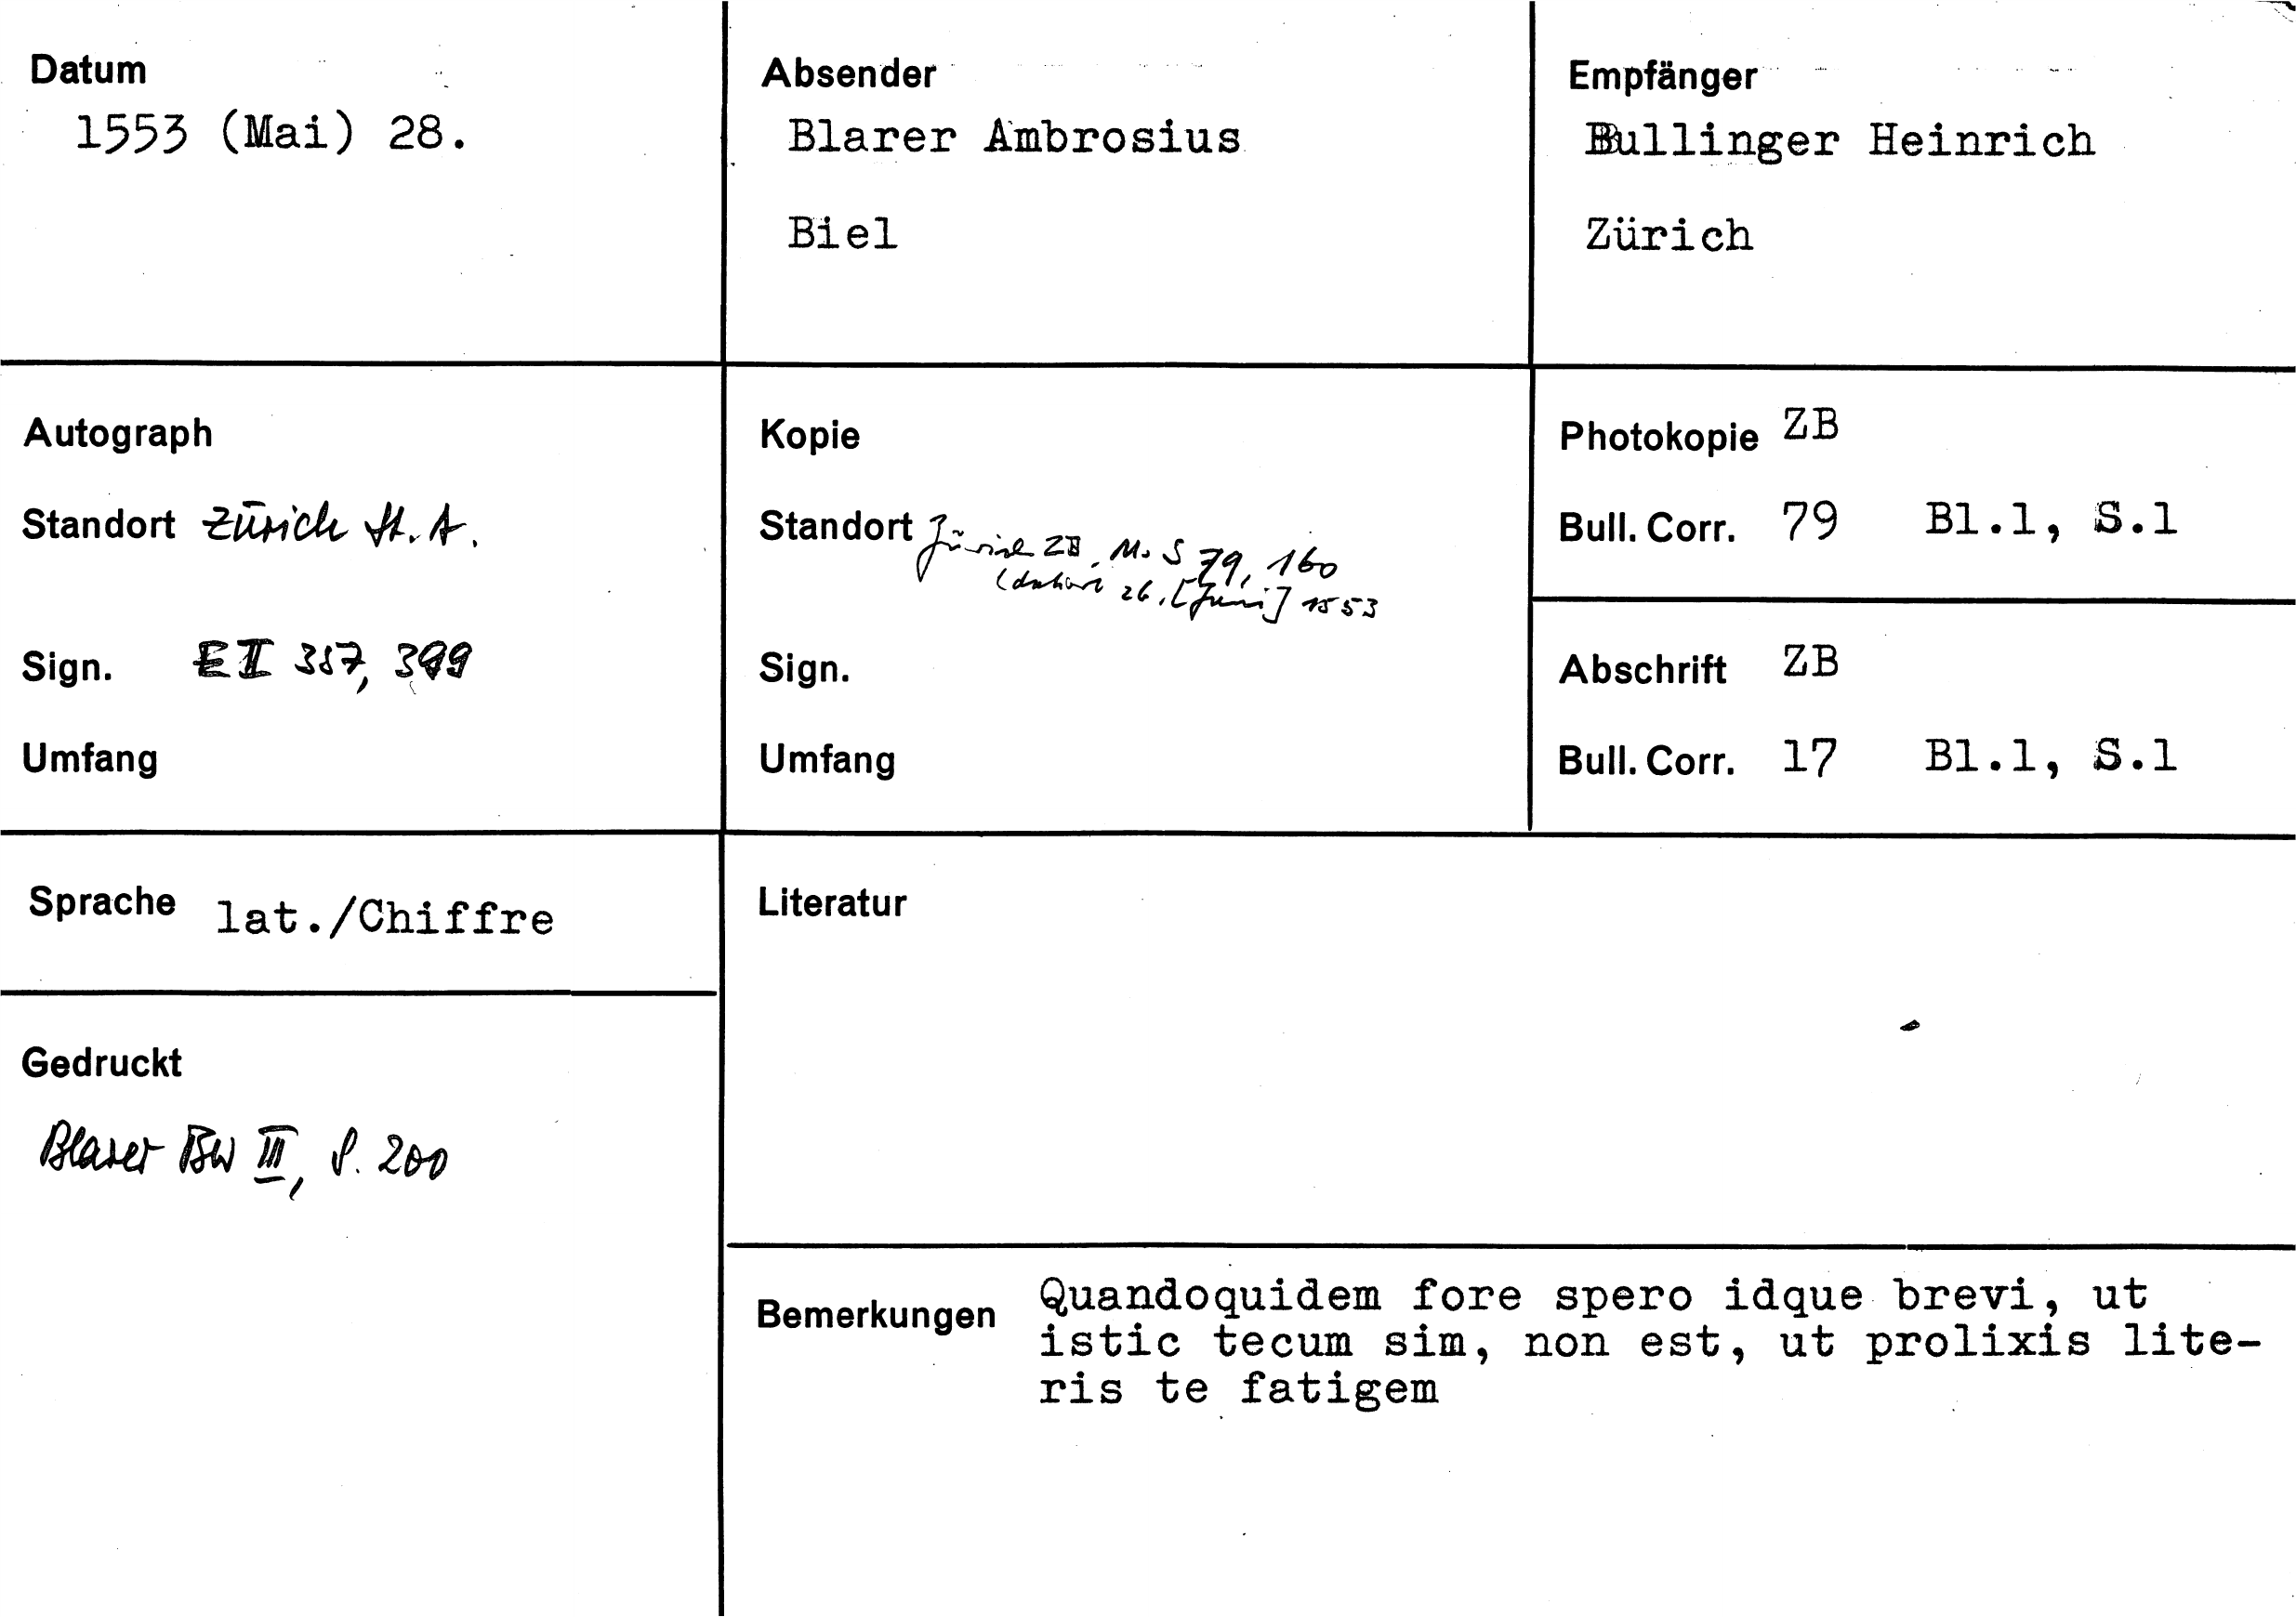 Datum
1553 (Mai) 28.
Absender
Blarer Ambrosius
Biel
Empfänger
Bullinger Heinrich
Zürich
Autograph
Standort Zürich St. A.
Sign. E II 357, 399
Umfang
Kopie
Standort Zürich ZB, Ms S 79, 160
(datiert 26. [Juni] 1553
Sign.
Umfang
Photokopie ZB
Bull. Corr. 79 Bl.1, S.1
Abschrift ZB
Bull. Corr. 17 Bl.1, S.1
Sprache lat./Chiffre
Gedruckt
Blarer BW III, S. 200
Literatur
Bemerkungen Quandoquidem fore spero idque brevi, ut
istic tecum sim, non est, ut prolixis lite-
ris te fatigem